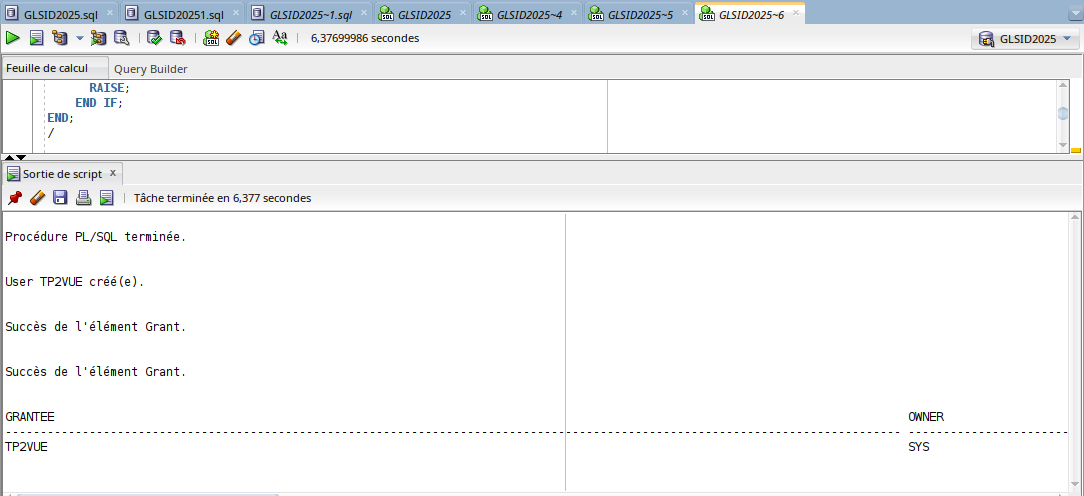 GLSID2025.sql GLSID20251.sql GLSID2025~1.sql GLSID2025 GLSID2025~4 GLSID2025~5 GLSID2025~6
6,37699986 secondes GLSID2025
Feuille de calcul Query Builder
RAISE;
END IF;
END;
/
Sortie de script x
Tâche terminée en 6,377 secondes
Procédure PL/SQL terminée.
User TP2VUE créé(e).
Succès de l'élément Grant.
Succès de l'élément Grant.
GRANTEE OWNER
TP2VUE SYS